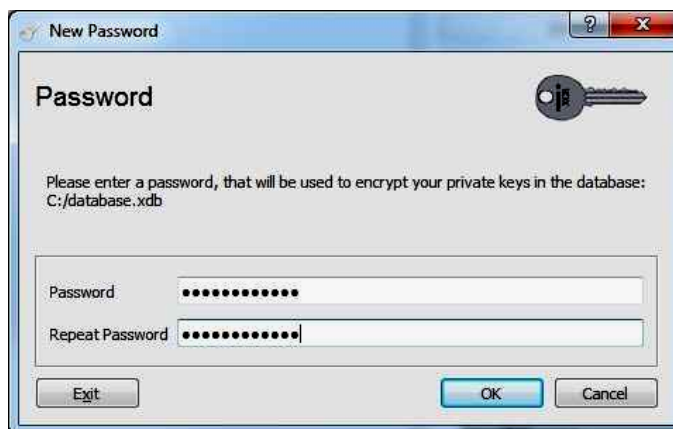 New Password
Password
Please enter a password, that will be used to encrypt your private keys in the database:
C:/database.xdb
Password ●●●●●●●●●●●●
Repeat Password ●●●●●●●●●●●●
Exit OK Cancel